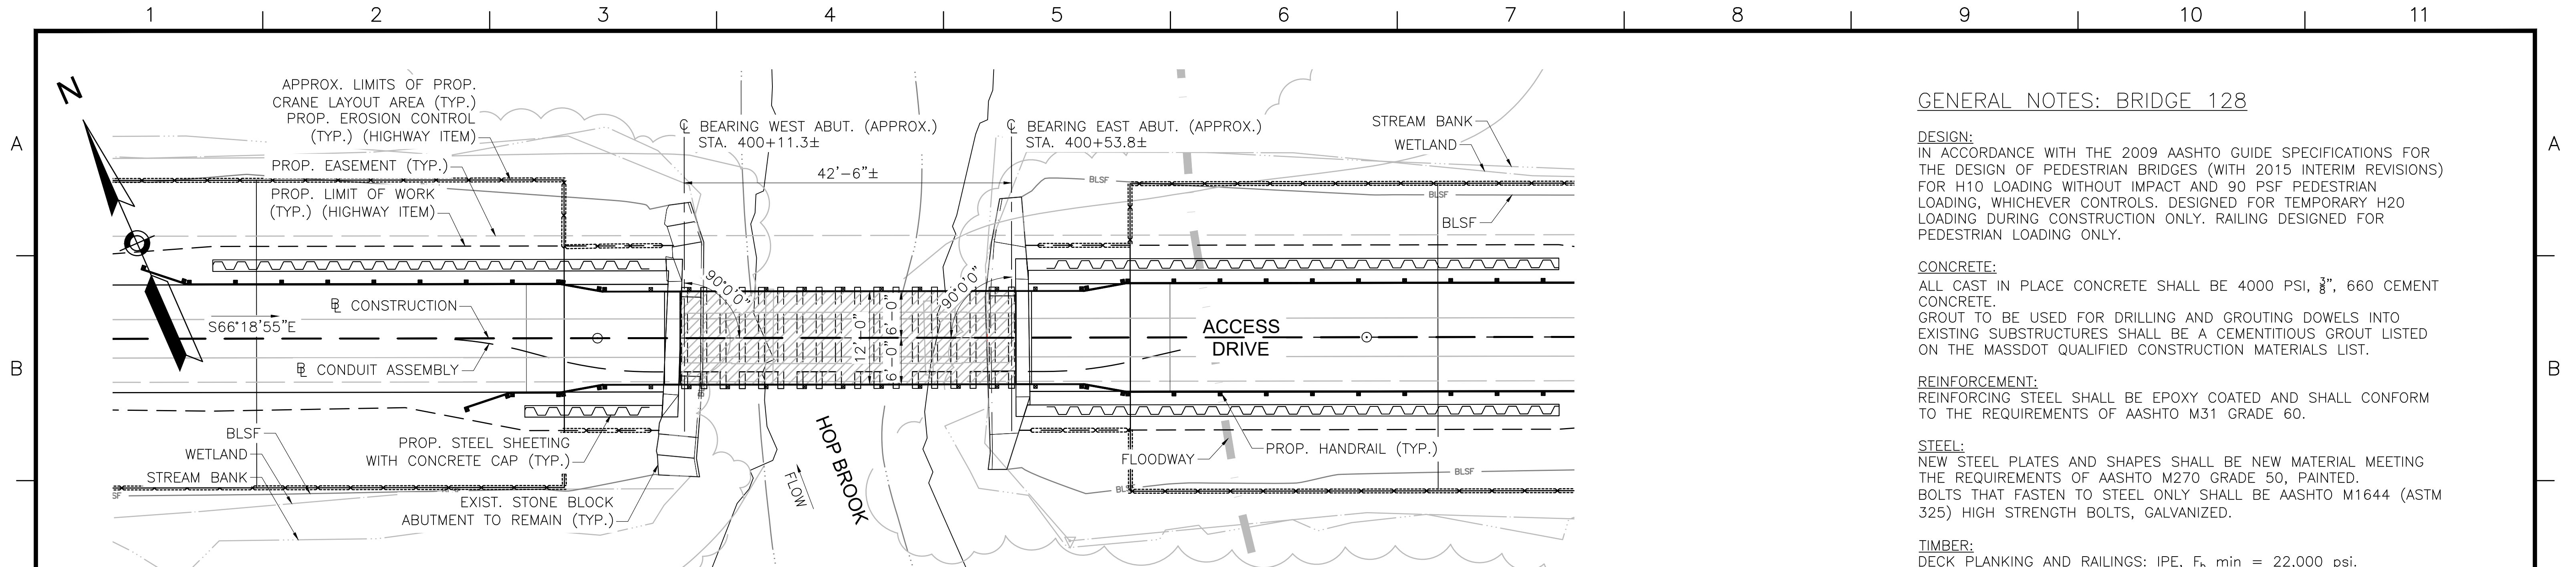 1 2 3 4 5 6 7 8 9 10 11
A
A
B
B
N
APPROX. LIMITS OF PROP.
CRANE LAYOUT AREA (TYP.)
PROP. EROSION CONTROL
(TYP.) (HIGHWAY ITEM)
PROP. EASEMENT (TYP.)
PROP. LIMIT OF WORK
(TYP.) (HIGHWAY ITEM)
℄ BEARING WEST ABUT. (APPROX.)
STA. 400+11.3±
42'-6"±
℄ BEARING EAST ABUT. (APPROX.)
STA. 400+53.8±
STREAM BANK
WETLAND
BLSF
BLSF
BLSF
90°0'0"
90°0'0"
12'-0"
6'-0"
6'-0"
S66°18'55"E
BL CONSTRUCTION
BL CONDUIT ASSEMBLY
ACCESS
DRIVE
BLSF
WETLAND
STREAM BANK
PROP. STEEL SHEETING
WITH CONCRETE CAP (TYP.)
EXIST. STONE BLOCK
ABUTMENT TO REMAIN (TYP.)
FLOW
HOP BROOK
FLOODWAY
PROP. HANDRAIL (TYP.)
BLSF
GENERAL NOTES: BRIDGE 128
DESIGN:
IN ACCORDANCE WITH THE 2009 AASHTO GUIDE SPECIFICATIONS FOR
THE DESIGN OF PEDESTRIAN BRIDGES (WITH 2015 INTERIM REVISIONS)
FOR H10 LOADING WITHOUT IMPACT AND 90 PSF PEDESTRIAN
LOADING, WHICHEVER CONTROLS. DESIGNED FOR TEMPORARY H20
LOADING DURING CONSTRUCTION ONLY. RAILING DESIGNED FOR
PEDESTRIAN LOADING ONLY.
CONCRETE:
ALL CAST IN PLACE CONCRETE SHALL BE 4000 PSI, 3/8", 660 CEMENT
CONCRETE.
GROUT TO BE USED FOR DRILLING AND GROUTING DOWELS INTO
EXISTING SUBSTRUCTURES SHALL BE A CEMENTITIOUS GROUT LISTED
ON THE MASSDOT QUALIFIED CONSTRUCTION MATERIALS LIST.
REINFORCEMENT:
REINFORCING STEEL SHALL BE EPOXY COATED AND SHALL CONFORM
TO THE REQUIREMENTS OF AASHTO M31 GRADE 60.
STEEL:
NEW STEEL PLATES AND SHAPES SHALL BE NEW MATERIAL MEETING
THE REQUIREMENTS OF AASHTO M270 GRADE 50, PAINTED.
BOLTS THAT FASTEN TO STEEL ONLY SHALL BE AASHTO M1644 (ASTM
325) HIGH STRENGTH BOLTS, GALVANIZED.
TIMBER:
DECK PLANKING AND RAILINGS: IPE, Fb min = 22,000 psi.